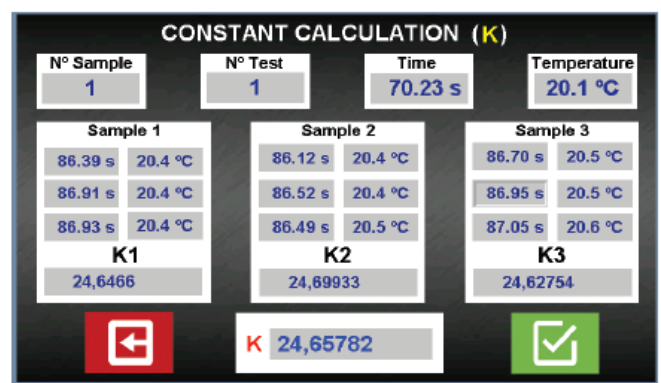 CONSTANT CALCULATION (K)
Nº Sample Nº Test Time Temperature
1 1 70.23 s 20.1 ºC
Sample 1 Sample 2 Sample 3
86.39 s 20.4 ºC 86.12 s 20.4 ºC 86.70 s 20.5 ºC
86.91 s 20.4 ºC 86.52 s 20.4 ºC 86.95 s 20.5 ºC
86.93 s 20.4 ºC 86.49 s 20.5 ºC 87.05 s 20.6 ºC
K1 K2 K3
24,6466 24,69933 24,62754
K 24,65782